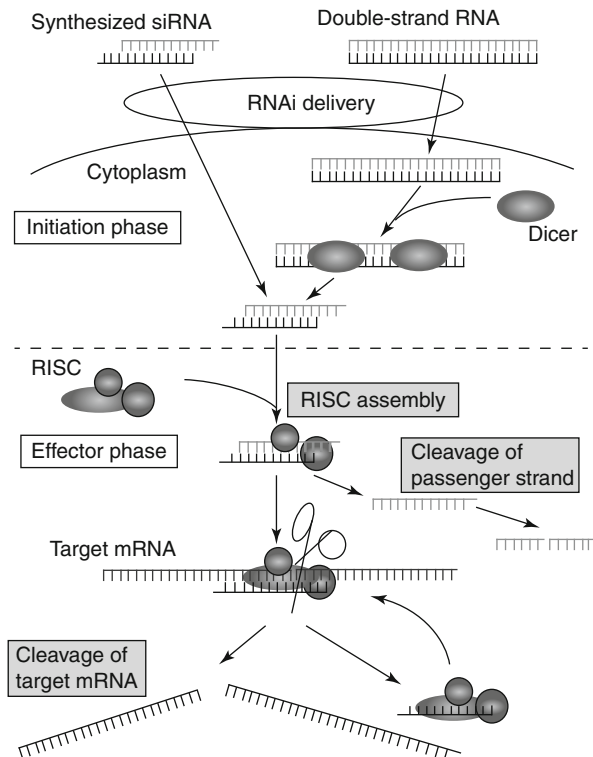 Synthesized siRNA
Double-strand RNA
RNAi delivery
Cytoplasm
Initiation phase
Dicer
RISC
RISC assembly
Effector phase
Cleavage of
passenger strand
Target mRNA
Cleavage of
target mRNA